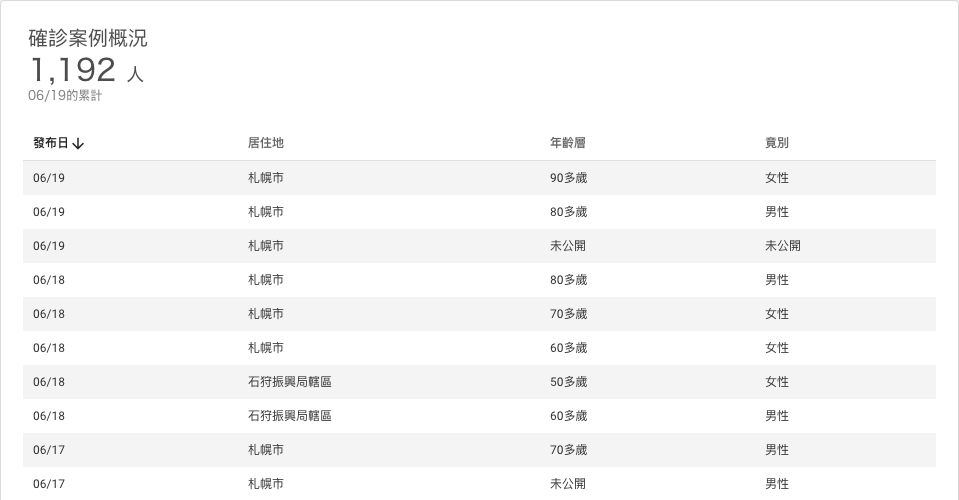 確診案例概況
1,192 人
06/19的累計
發布日↓ 居住地 年齡層 竟別
06/19 札幌市 90多歲 女性
06/19 札幌市 80多歲 男性
06/19 札幌市 未公開 未公開
06/18 札幌市 80多歲 男性
06/18 札幌市 70多歲 女性
06/18 札幌市 60多歲 女性
06/18 石狩振興局轄區 50多歲 女性
06/18 石狩振興局轄區 60多歲 男性
06/17 札幌市 70多歲 男性
06/17 札幌市 未公開 男性